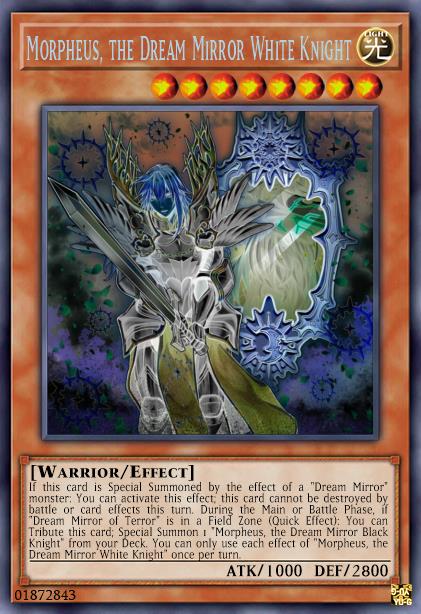 Morpheus, the Dream Mirror White Knight
LIGHT
光
[Warrior/Effect]
If this card is Special Summoned by the effect of a "Dream Mirror"
monster: You can activate this effect; this card cannot be destroyed by
battle or card effects this turn. During the Main or Battle Phase, if
"Dream Mirror of Terror" is in a Field Zone (Quick Effect): You can
Tribute this card; Special Summon 1 "Morpheus, the Dream Mirror Black
Knight" from your Deck. You can only use each effect of "Morpheus, the
Dream Mirror White Knight" once per turn.
ATK/1000 DEF/2800
01872843